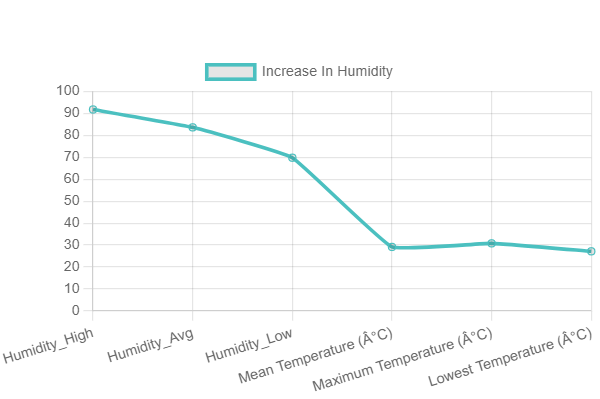 Increase In Humidity
100
90
80
70
60
50
40
30
20
10
0
Humidity_High
Humidity_Avg
Humidity_Low
Mean Temperature (Â°C)
Maximum Temperature (Â°C)
Lowest Temperature (Â°C)